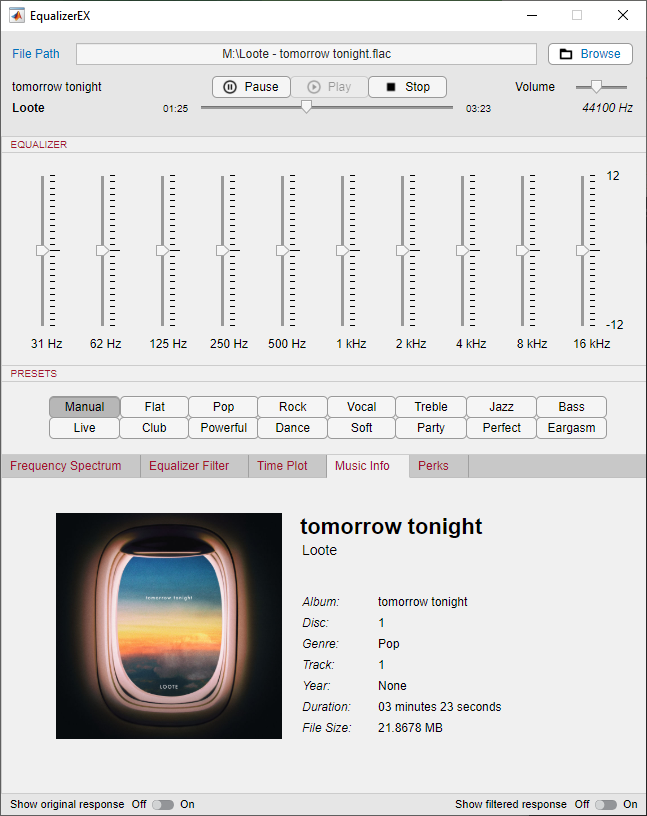 EqualizerEX
File Path M:\Loote - tomorrow tonight.flac Browse
tomorrow tonight Pause Play Stop Volume
Loote 01:25 03:23 44100 Hz
EQUALIZER
12
-12
31 Hz 62 Hz 125 Hz 250 Hz 500 Hz 1 kHz 2 kHz 4 kHz 8 kHz 16 kHz
PRESETS
Manual Flat Pop Rock Vocal Treble Jazz Bass
Live Club Powerful Dance Soft Party Perfect Eargasm
Frequency Spectrum Equalizer Filter Time Plot Music Info Perks
tomorrow tonight
LOOTE
tomorrow tonight
Loote
Album: tomorrow tonight
Disc: 1
Genre: Pop
Track: 1
Year: None
Duration: 03 minutes 23 seconds
File Size: 21.8678 MB
Show original response Off On Show filtered response Off On